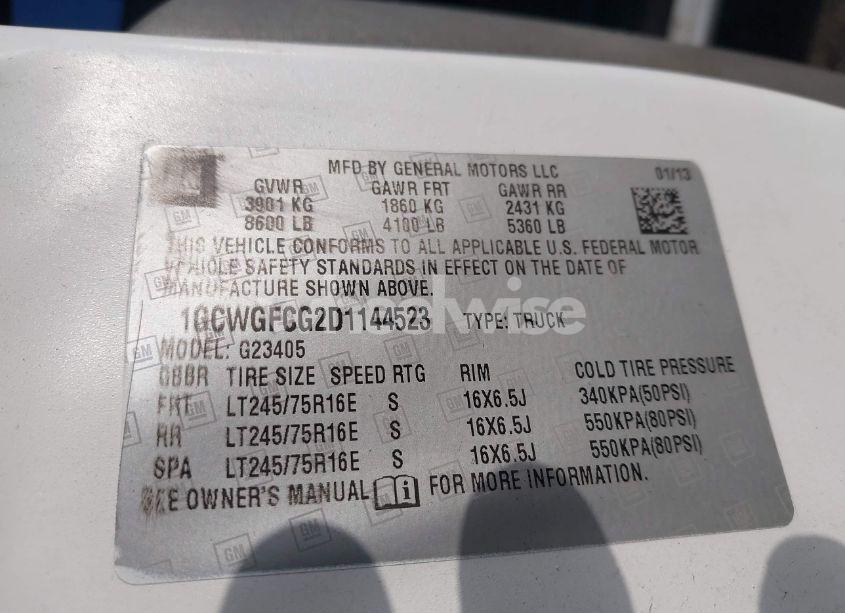 MFD BY GENERAL MOTORS LLC 01/13
GVWR GAWR FRT GAWR RR
3901 KG 1860 KG 2431 KG
8600 LB 4100 LB 5360 LB
THIS VEHICLE CONFORMS TO ALL APPLICABLE U.S. FEDERAL MOTOR
VEHICLE SAFETY STANDARDS IN EFFECT ON THE DATE OF
MANUFACTURE SHOWN ABOVE.
1GCWGFCG2D1144523 TYPE: TRUCK
MODEL: G23405
GBBR TIRE SIZE SPEED RTG RIM COLD TIRE PRESSURE
FRT LT245/75R16E S 16X6.5J 340KPA(50PSI)
RR LT245/75R16E S 16X6.5J 550KPA(80PSI)
SPA LT245/75R16E S 16X6.5J 550KPA(80PSI)
SEE OWNER'S MANUAL FOR MORE INFORMATION.